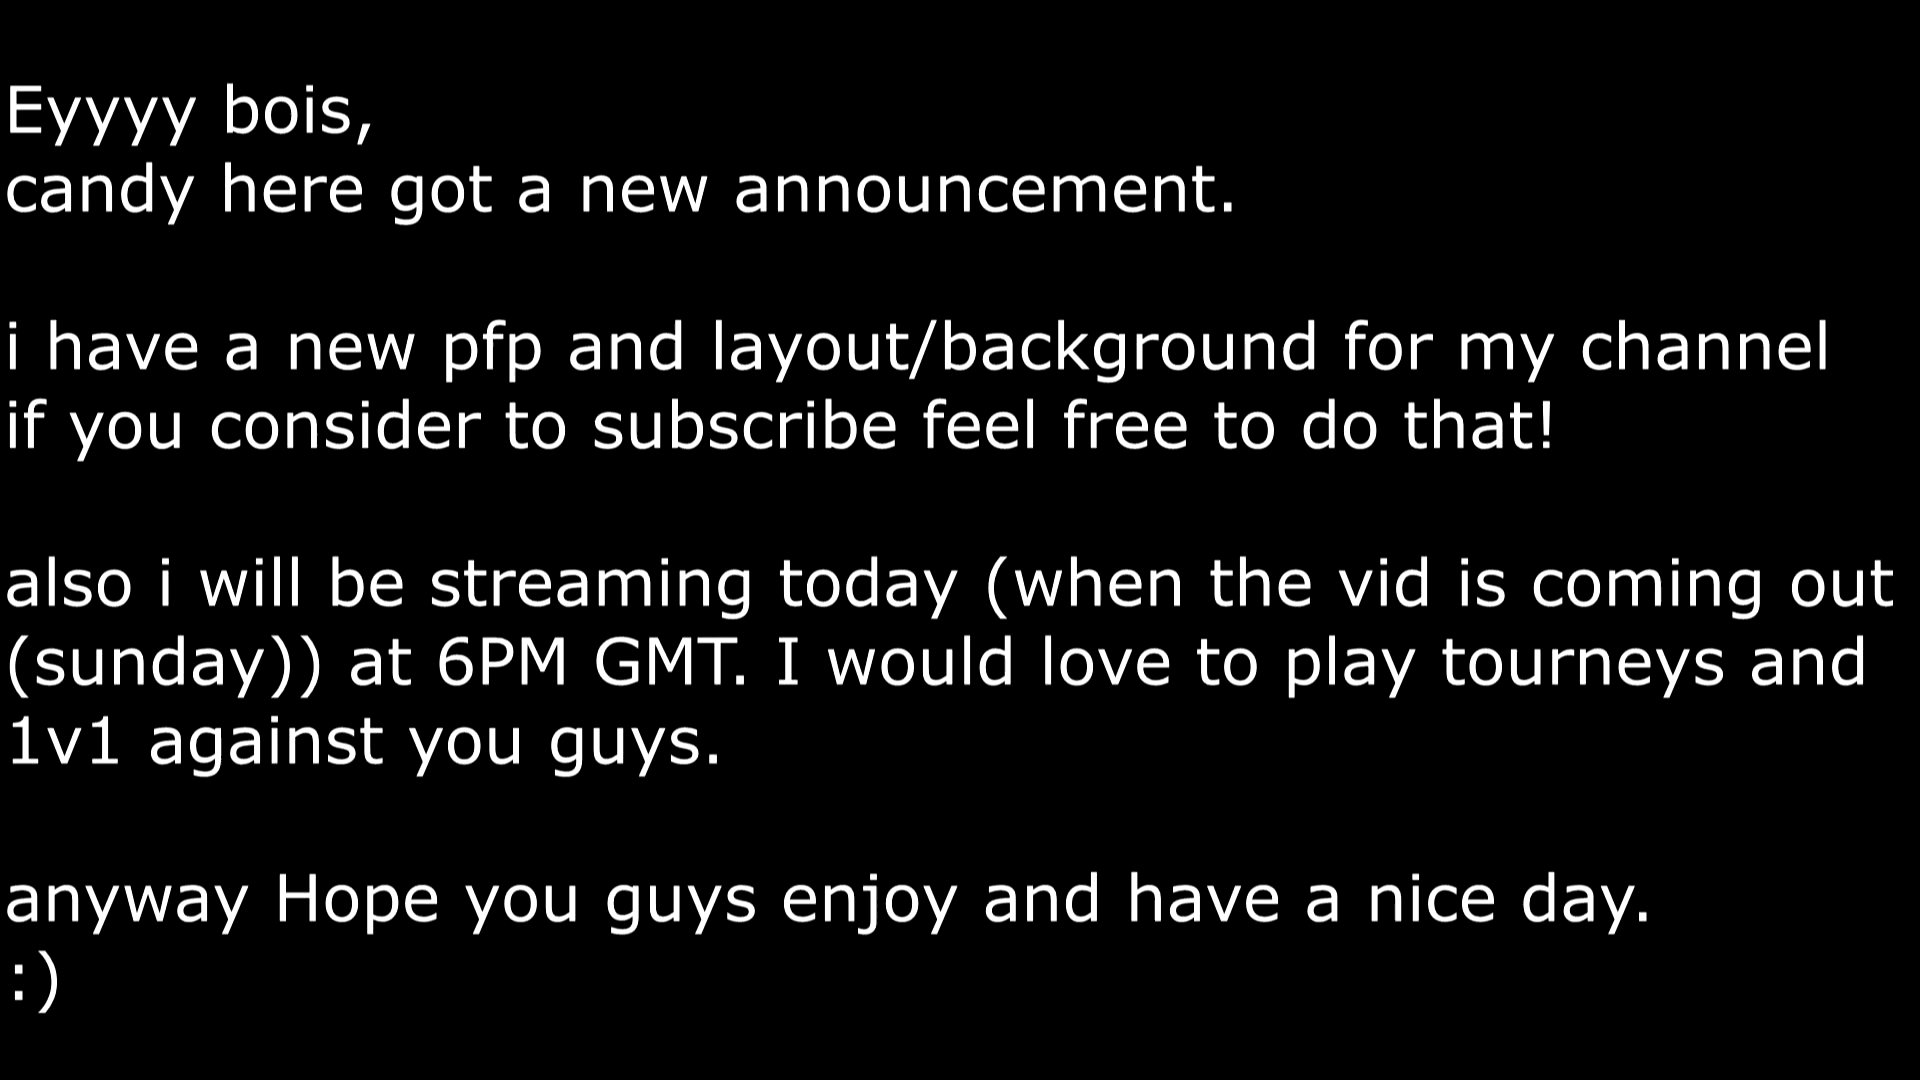 Eyyyy bois,
candy here got a new announcement.
i have a new pfp and layout/background for my channel
if you consider to subscribe feel free to do that!
also i will be streaming today (when the vid is coming out
(sunday)) at 6PM GMT. I would love to play tourneys and
1v1 against you guys.
anyway Hope you guys enjoy and have a nice day.
:)